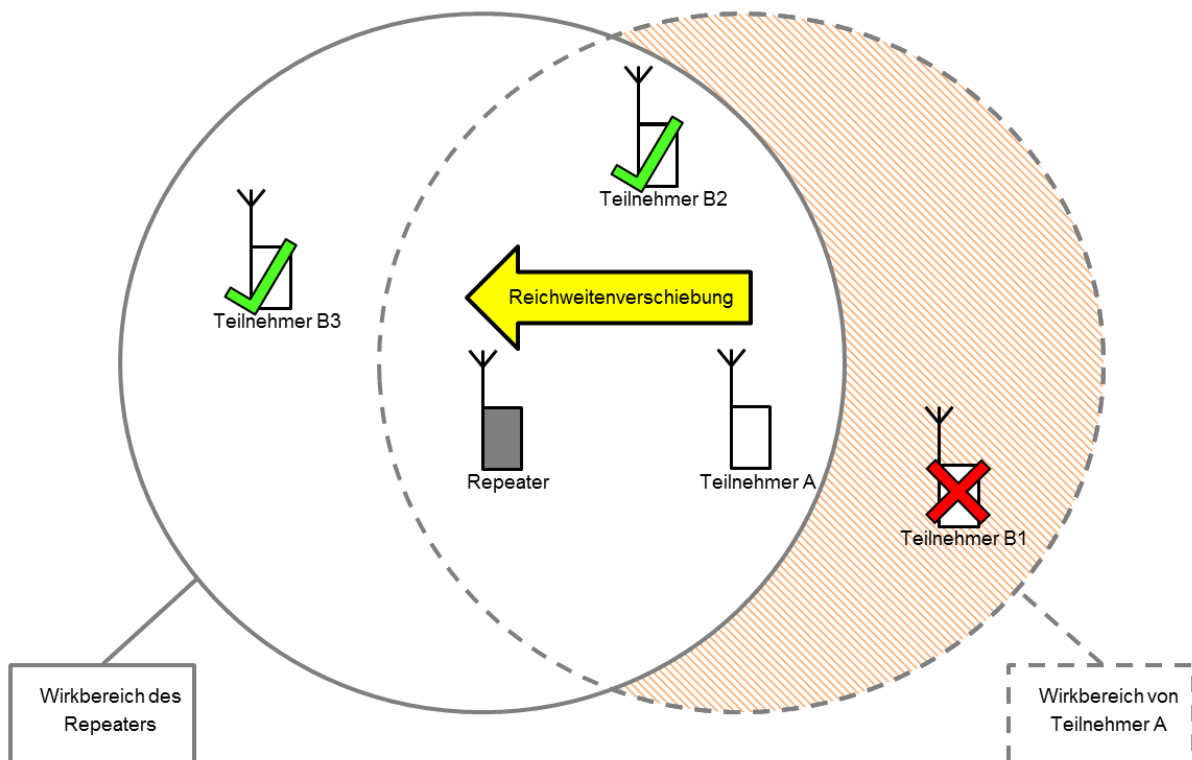 Teilnehmer B2
Reichweitenverschiebung
Teilnehmer B3
Repeater
Teilnehmer A
Teilnehmer B1
Wirkbereich des
Repeaters
Wirkbereich von
Teilnehmer A